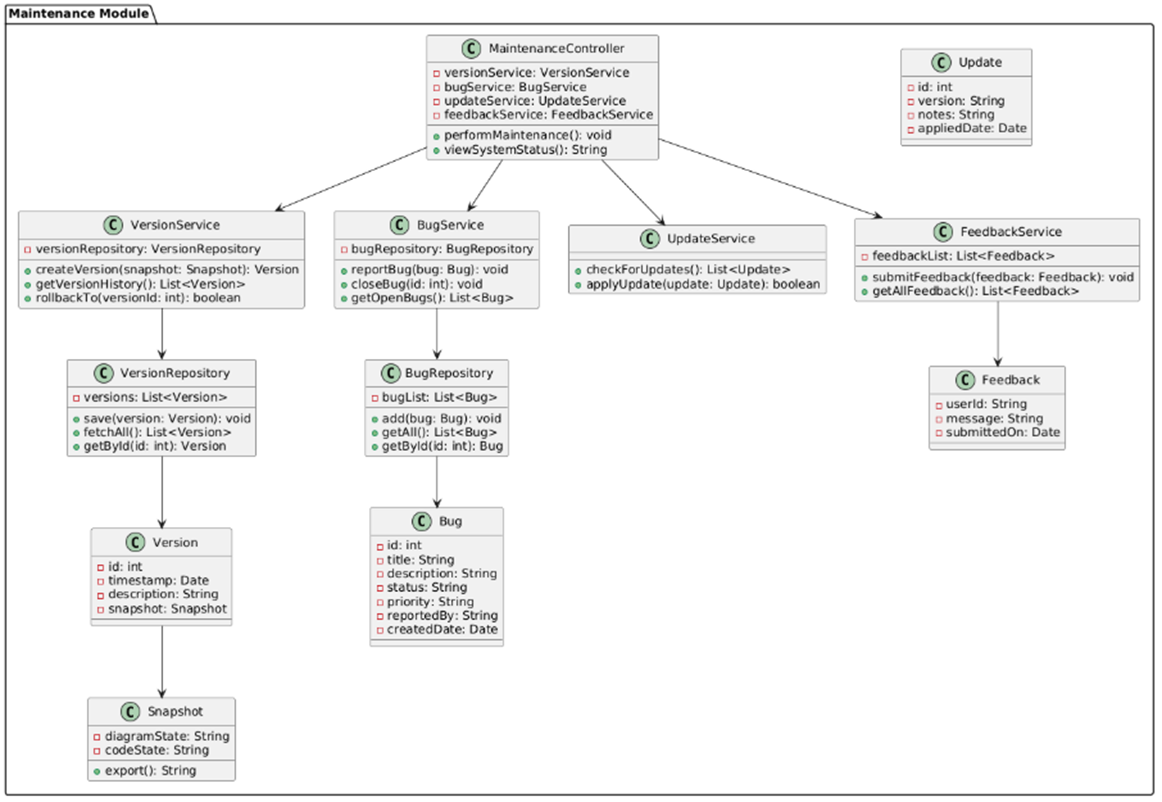 Maintenance Module
C MaintenanceController
versionService: VersionService
bugService: BugService
updateService: UpdateService
feedbackService: FeedbackService
performMaintenance(): void
viewSystemStatus(): String
C Update
id: int
version: String
notes: String
appliedDate: Date
C VersionService
versionRepository: VersionRepository
createVersion(snapshot: Snapshot): Version
getVersionHistory(): List<Version>
rollbackTo(versionId: int): boolean
C BugService
bugRepository: BugRepository
reportBug(bug: Bug): void
closeBug(id: int): void
getOpenBugs(): List<Bug>
C UpdateService
checkForUpdates(): List<Update>
applyUpdate(update: Update): boolean
C FeedbackService
feedbackList: List<Feedback>
submitFeedback(feedback: Feedback): void
getAllFeedback(): List<Feedback>
C VersionRepository
versions: List<Version>
save(version: Version): void
fetchAll(): List<Version>
getById(id: int): Version
C BugRepository
bugList: List<Bug>
add(bug: Bug): void
getAll(): List<Bug>
getById(id: int): Bug
C Feedback
userId: String
message: String
submittedOn: Date
C Version
id: int
timestamp: Date
description: String
snapshot: Snapshot
C Bug
id: int
title: String
description: String
status: String
priority: String
reportedBy: String
createdDate: Date
C Snapshot
diagramState: String
codeState: String
export(): String